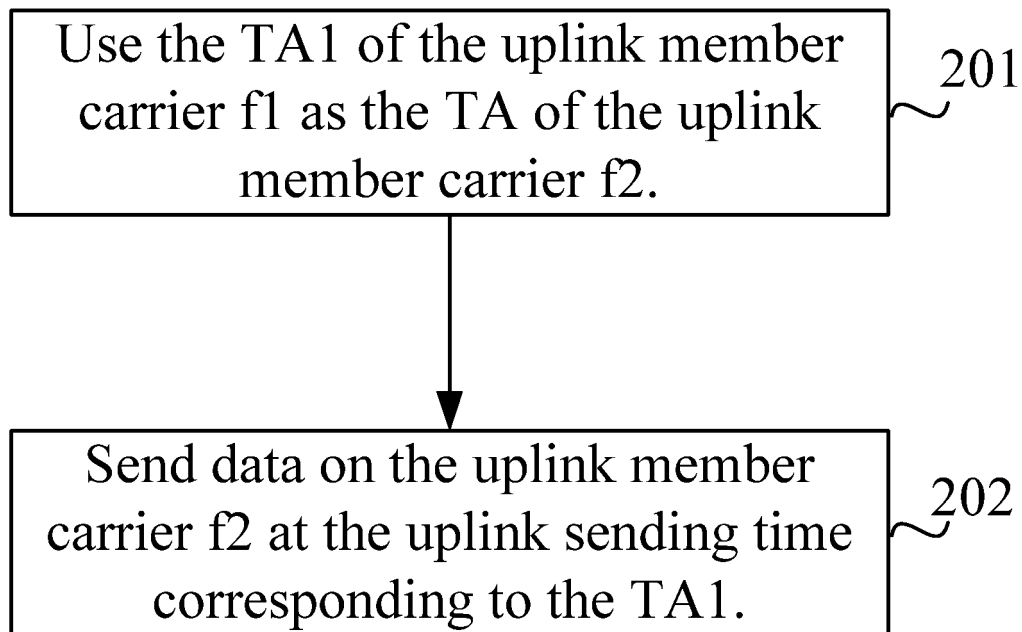 Use the TA1 of the uplink member
carrier f1 as the TA of the uplink
member carrier f2.
201
Send data on the uplink member
carrier f2 at the uplink sending time
corresponding to the TA1.
202